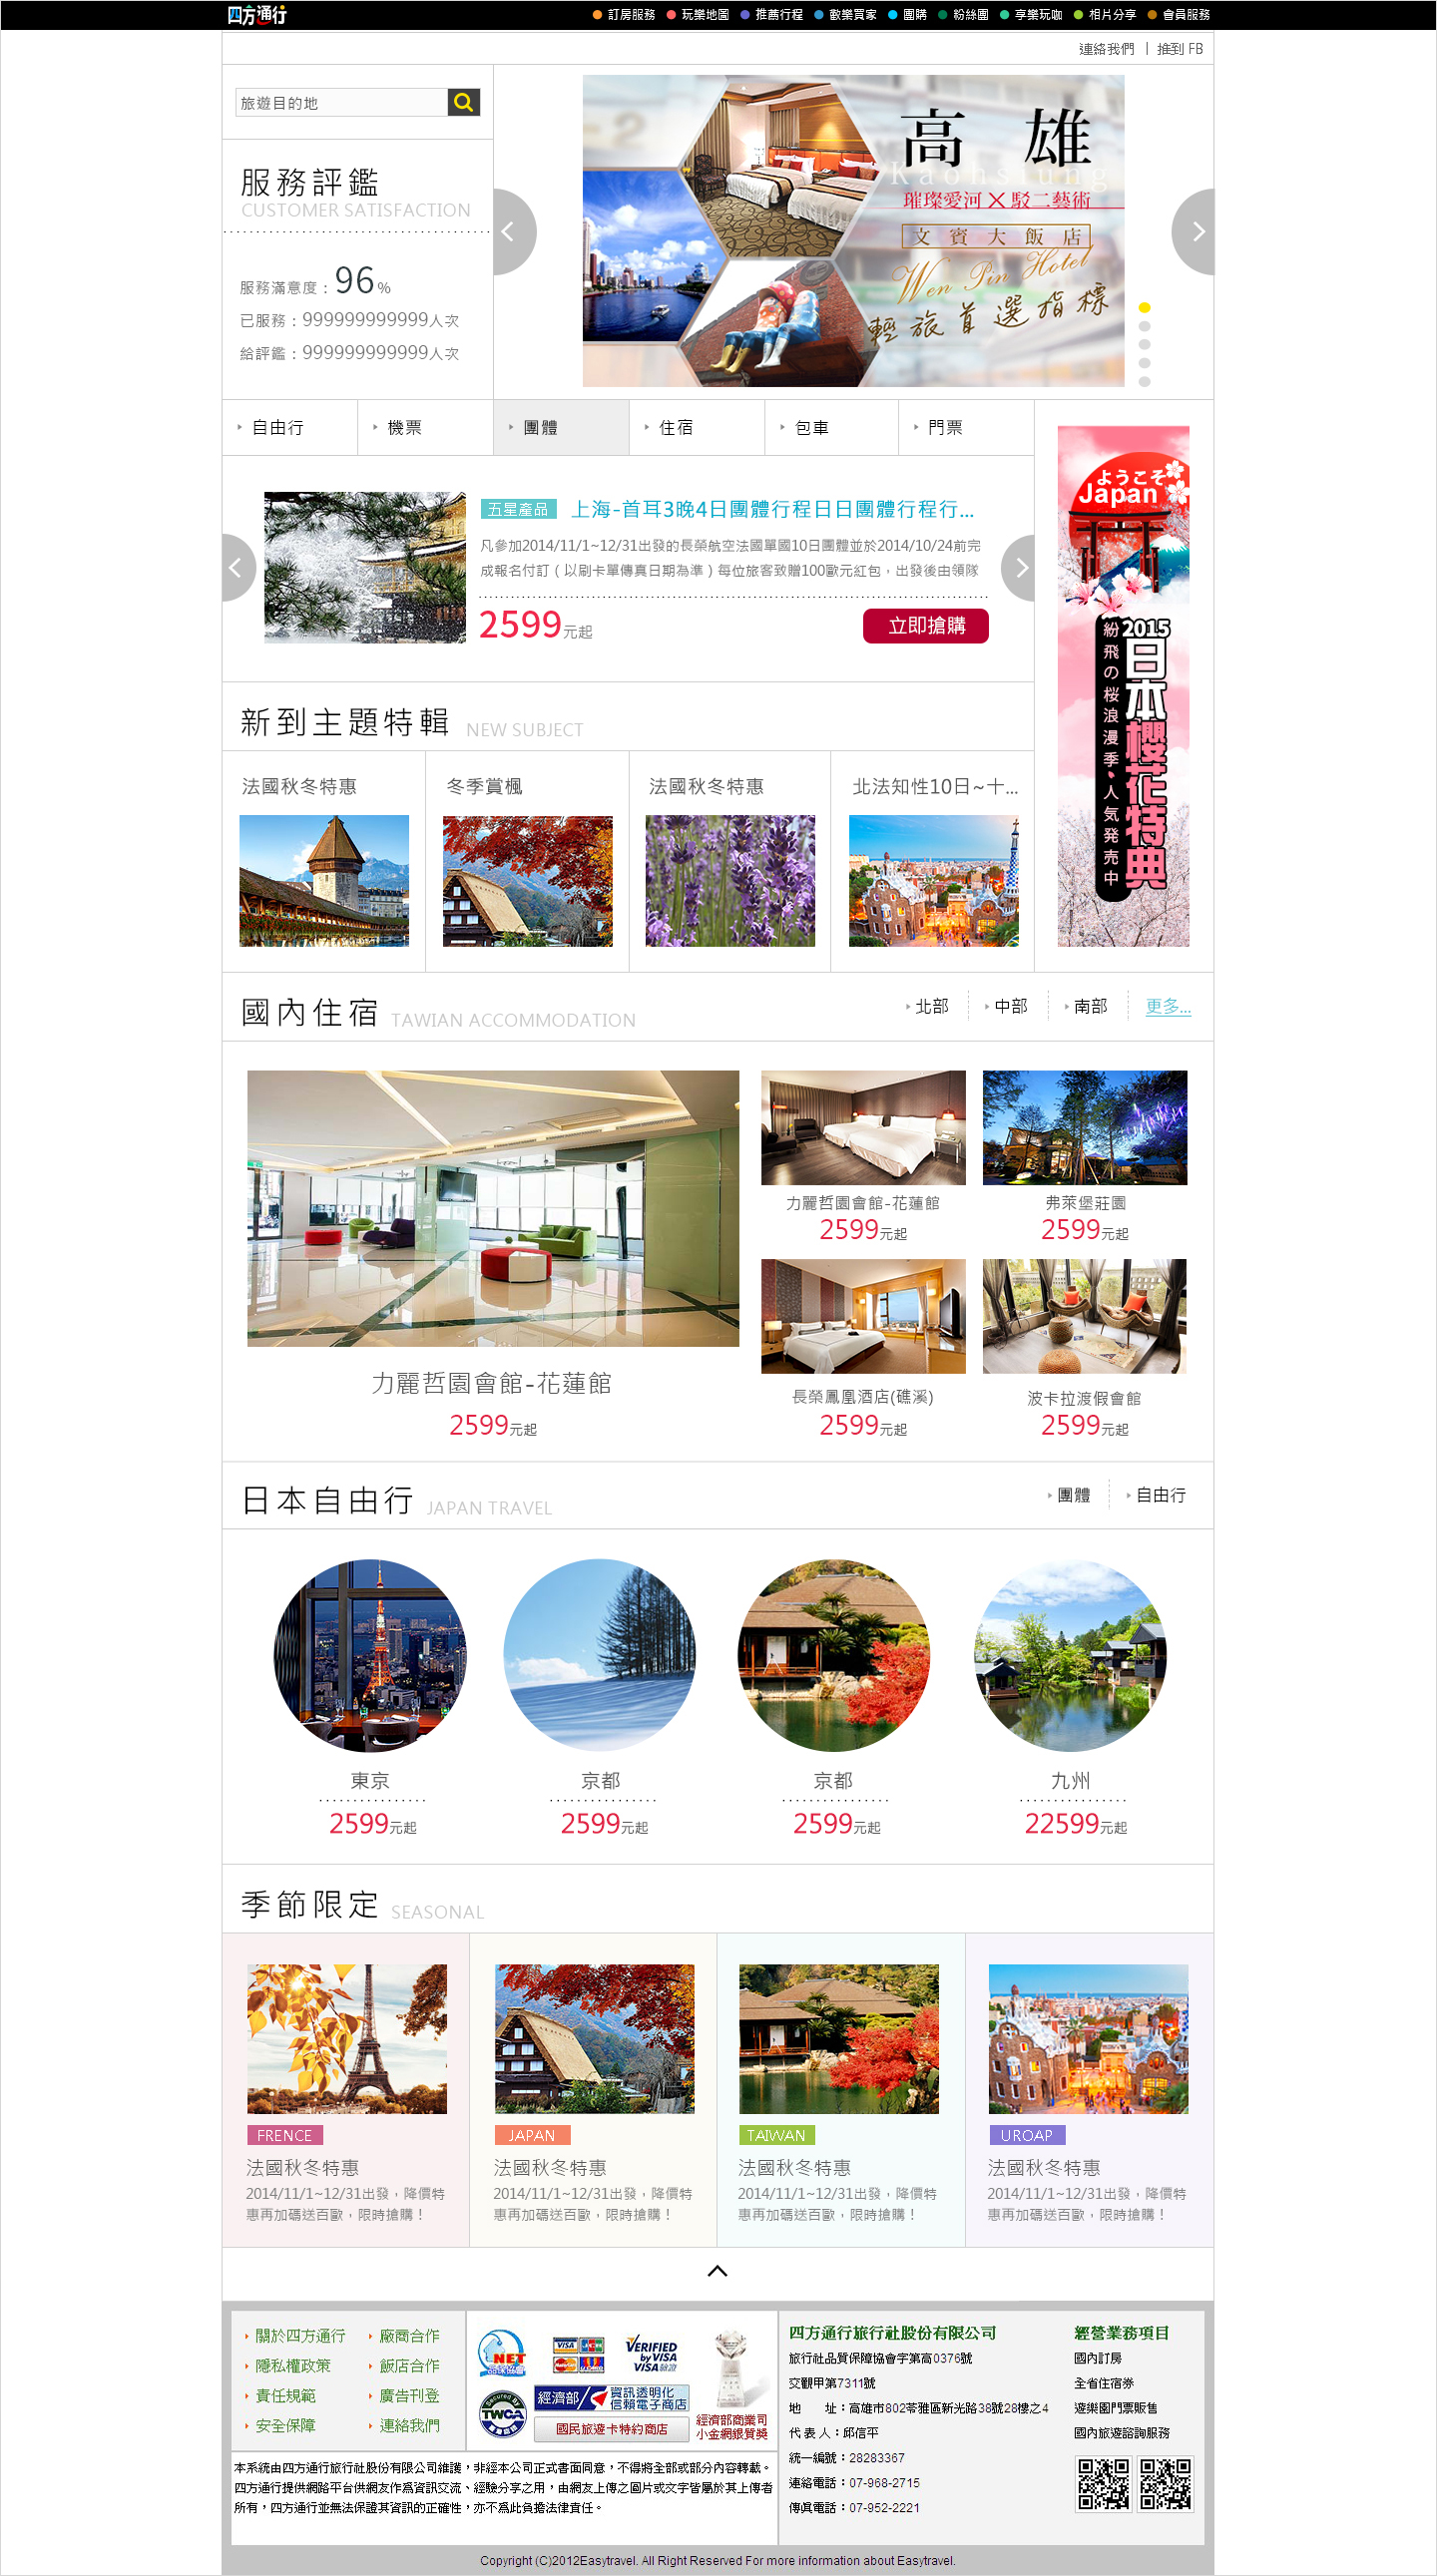 四方通行
訂房服務 玩樂地圖 推薦行程 歡樂買家 團購 粉絲團 享樂玩咖 相片分享 會員服務
連絡我們 | 推到 FB
旅遊目的地
服務評鑑
CUSTOMER SATISFACTION
服務滿意度：96%
已服務：999999999999人次
給評鑑：999999999999人次
高雄
Kaohsiung
璀璨愛河✕駁二藝術
文賓大飯店
Wen Pin Hotel
輕旅首選指標
自由行 機票 團體 住宿 包車 門票
五星產品 上海-首耳3晚4日團體行程日日團體行程行...
凡參加2014/11/1~12/31出發的長榮航空法國單國10日團體並於2014/10/24前完
成報名付訂（以刷卡單傳真日期為準）每位旅客致贈100歐元紅包，出發後由領隊
2599元起
立即搶購
ようこそ
Japan
2015
日本櫻花特典
紛飛の桜浪漫季・人気発売中
新到主題特輯 NEW SUBJECT
法國秋冬特惠 冬季賞楓 法國秋冬特惠 北法知性10日~十...
國內住宿 TAWIAN ACCOMMODATION
北部 中部 南部 更多...
力麗哲園會館-花蓮館
2599元起
力麗哲園會館-花蓮館
2599元起
弗萊堡莊園
2599元起
長榮鳳凰酒店(礁溪)
2599元起
波卡拉渡假會館
2599元起
日本自由行 JAPAN TRAVEL
團體 自由行
東京 京都 京都 九州
2599元起 2599元起 2599元起 22599元起
季節限定 SEASONAL
FRENCE
法國秋冬特惠
2014/11/1~12/31出發，降價特
惠再加碼送百歐，限時搶購！
JAPAN
法國秋冬特惠
2014/11/1~12/31出發，降價特
惠再加碼送百歐，限時搶購！
TAIWAN
法國秋冬特惠
2014/11/1~12/31出發，降價特
惠再加碼送百歐，限時搶購！
UROAP
法國秋冬特惠
2014/11/1~12/31出發，降價特
惠再加碼送百歐，限時搶購！
關於四方通行 廠商合作
隱私權政策 飯店合作
責任規範 廣告刊登
安全保障 連絡我們
NET
VISA
JCB
MasterCard
VISA
VERIFIED
by VISA
VISA驗證
Secured By
TWCA
經濟部
資訊透明化
信賴電子商店
國民旅遊卡特約商店
經濟部商業司
小金網銀質獎
本系統由四方通行旅行社股份有限公司維護，非經本公司正式書面同意，不得將全部或部分內容轉載。
四方通行提供網路平台供網友作為資訊交流、經驗分享之用，由網友上傳之圖片或文字皆屬於其上傳者
所有，四方通行並無法保證其資訊的正確性，亦不為此負擔法律責任。
四方通行旅行社股份有限公司
旅行社品質保障協會字第高0376號
交觀甲第7311號
地　　址：高雄市802苓雅區新光路38號28樓之4
代 表 人：邱信平
統一編號：28283367
連絡電話：07-968-2715
傳真電話：07-952-2221
經營業務項目
國內訂房
全省住宿券
遊樂園門票販售
國內旅遊諮詢服務
Copyright (C)2012Easytravel. All Right Reserved For more information about Easytravel.